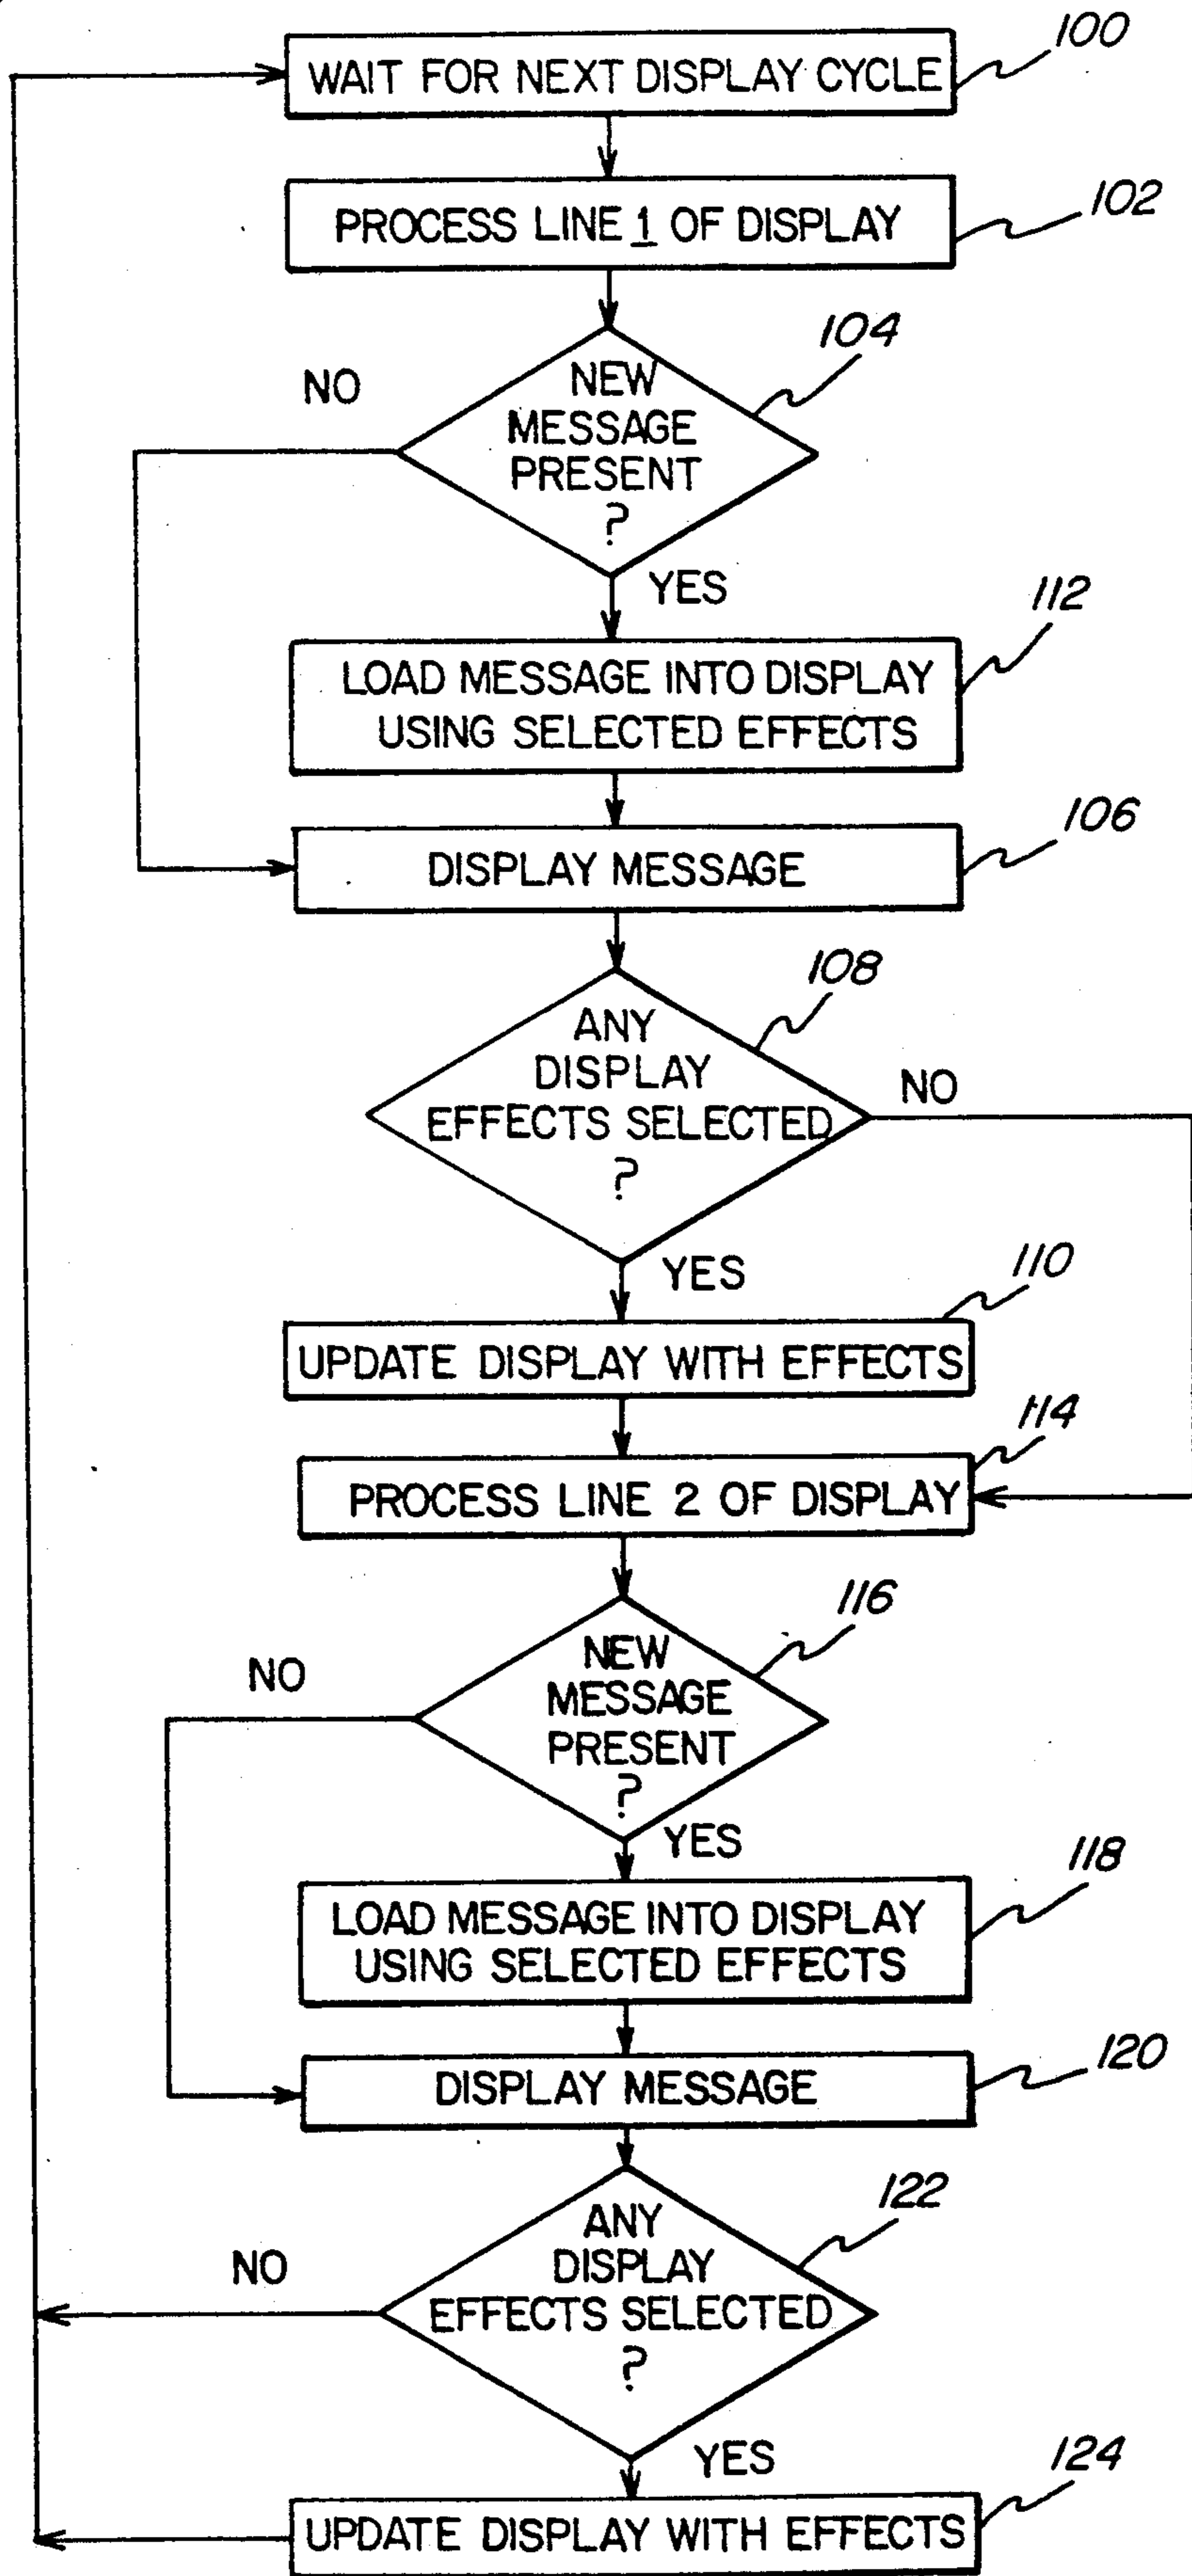 100
WAIT FOR NEXT DISPLAY CYCLE
102
PROCESS LINE 1 OF DISPLAY
104
NO
NEW
MESSAGE
PRESENT
?
YES
112
LOAD MESSAGE INTO DISPLAY
USING SELECTED EFFECTS
106
DISPLAY MESSAGE
108
ANY
DISPLAY
EFFECTS SELECTED
?
NO
YES
110
UPDATE DISPLAY WITH EFFECTS
114
PROCESS LINE 2 OF DISPLAY
116
NO
NEW
MESSAGE
PRESENT
?
YES
118
LOAD MESSAGE INTO DISPLAY
USING SELECTED EFFECTS
120
DISPLAY MESSAGE
122
ANY
DISPLAY
EFFECTS SELECTED
?
NO
YES
124
UPDATE DISPLAY WITH EFFECTS